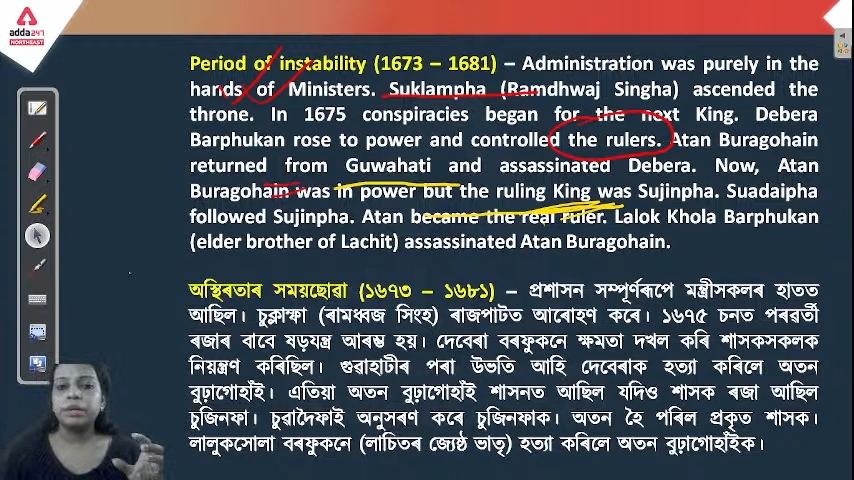 adda247
NORTHEAST
Period of instability (1673 – 1681) – Administration was purely in the
hands of Ministers. Suklampha (Ramdhwaj Singha) ascended the
throne. In 1675 conspiracies began for the next King. Debera
Barphukan rose to power and controlled the rulers. Atan Buragohain
returned from Guwahati and assassinated Debera. Now, Atan
Buragohain was in power but the ruling King was Sujinpha. Suadaipha
followed Sujinpha. Atan became the real ruler. Lalok Khola Barphukan
(elder brother of Lachit) assassinated Atan Buragohain.
অস্থিৰতাৰ সময়ছোৱা (১৬৭৩ – ১৬৮১) – প্ৰশাসন সম্পূৰ্ণৰূপে মন্ত্ৰীসকলৰ হাতত
আছিল। চুক্লাম্ফা (ৰামধ্বজ সিংহ) ৰাজপাটত আৰোহণ কৰে। ১৬৭৫ চনত পৰৱৰ্তী
ৰজাৰ বাবে ষড়যন্ত্ৰ আৰম্ভ হয়। দেবেৰা বৰফুকনে ক্ষমতা দখল কৰি শাসকসকলক
নিয়ন্ত্ৰণ কৰিছিল। গুৱাহাটীৰ পৰা উভতি আহি দেবেৰাক হত্যা কৰিলে অতন
বুঢ়াগোহাঁই। এতিয়া অতন বুঢ়াগোহাঁই শাসনত আছিল যদিও শাসক ৰজা আছিল
চুজিনফা। চুৱাদৈফাই অনুসৰণ কৰে চুজিনফাক। অতন হৈ পৰিল প্ৰকৃত শাসক।
লালুকসোলা বৰফুকনে (লাচিতৰ জ্যেষ্ঠ ভাতৃ) হত্যা কৰিলে অতন বুঢ়াগোহাঁইক।